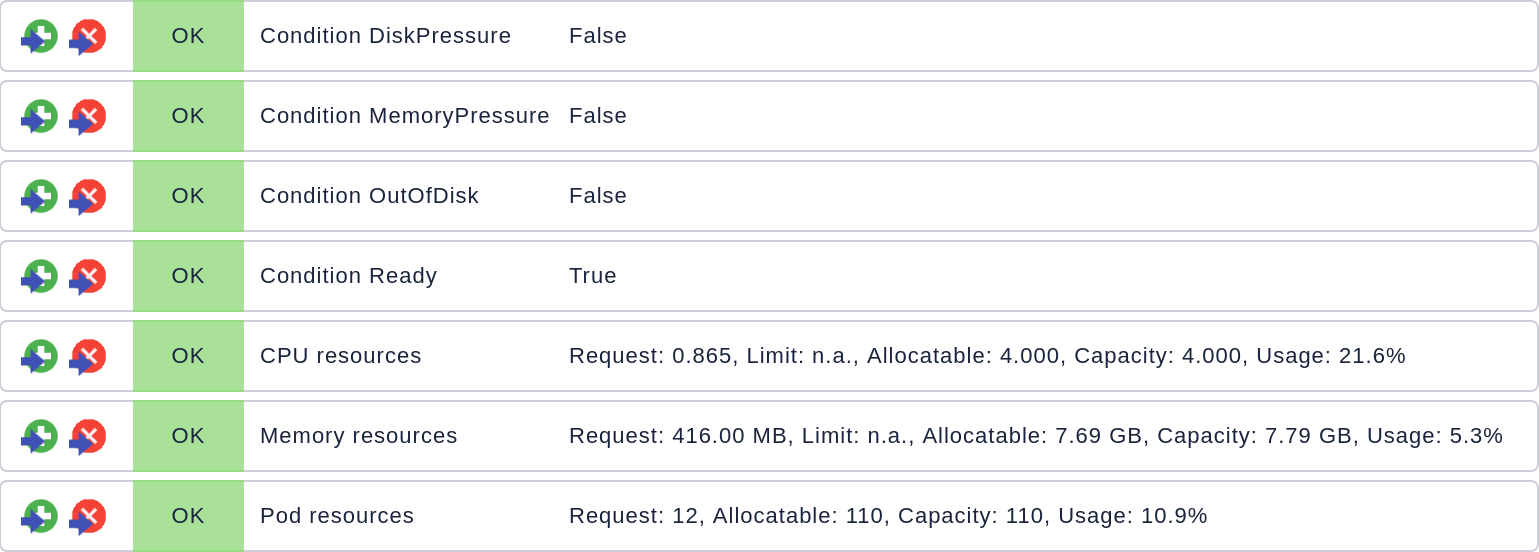 OK Condition DiskPressure False
OK Condition MemoryPressure False
OK Condition OutOfDisk False
OK Condition Ready True
OK CPU resources Request: 0.865, Limit: n.a., Allocatable: 4.000, Capacity: 4.000, Usage: 21.6%
OK Memory resources Request: 416.00 MB, Limit: n.a., Allocatable: 7.69 GB, Capacity: 7.79 GB, Usage: 5.3%
OK Pod resources Request: 12, Allocatable: 110, Capacity: 110, Usage: 10.9%